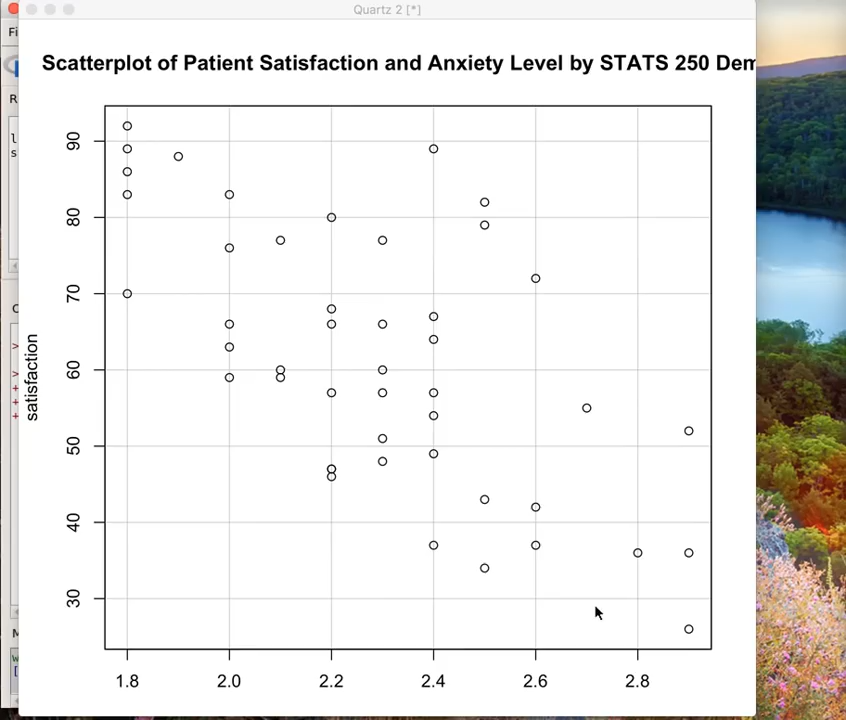 Quartz 2 [*]
Fi
Scatterplot of Patient Satisfaction and Anxiety Level by STATS 250 Dem
R
l
s
90
80
70
60
50
40
30
satisfaction
1.8 2.0 2.2 2.4 2.6 2.8
>
>
+
+
+
M
w
[